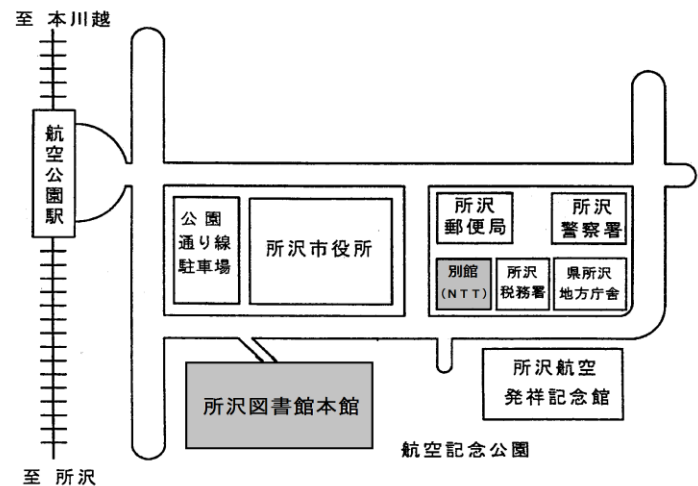 至 本川越
航空公園駅
公園
通り線
駐車場
所沢市役所
所沢
郵便局
所沢
警察署
別館
(NTT)
所沢
税務署
県所沢
地方庁舎
所沢図書館本館
所沢航空
発祥記念館
航空記念公園
至 所沢